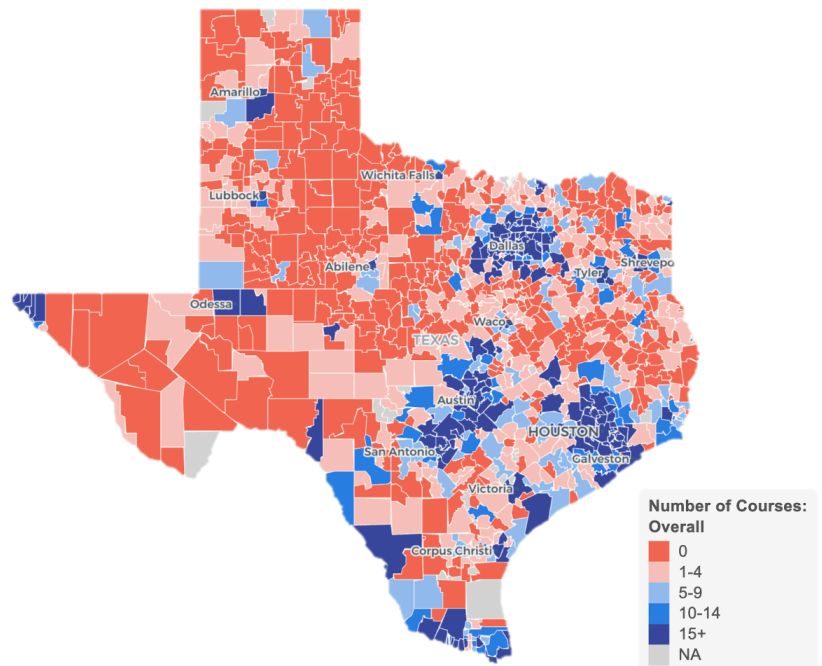 Amarillo
Wichita Falls
Lubbock
Dallas
Shrevepo
Abilene
Tyler
Odessa
Waco
TEXAS
Austin
HOUSTON
San Antonio
Galveston
Victoria
Corpus Christi
Number of Courses:
Overall
0
1-4
5-9
10-14
15+
NA